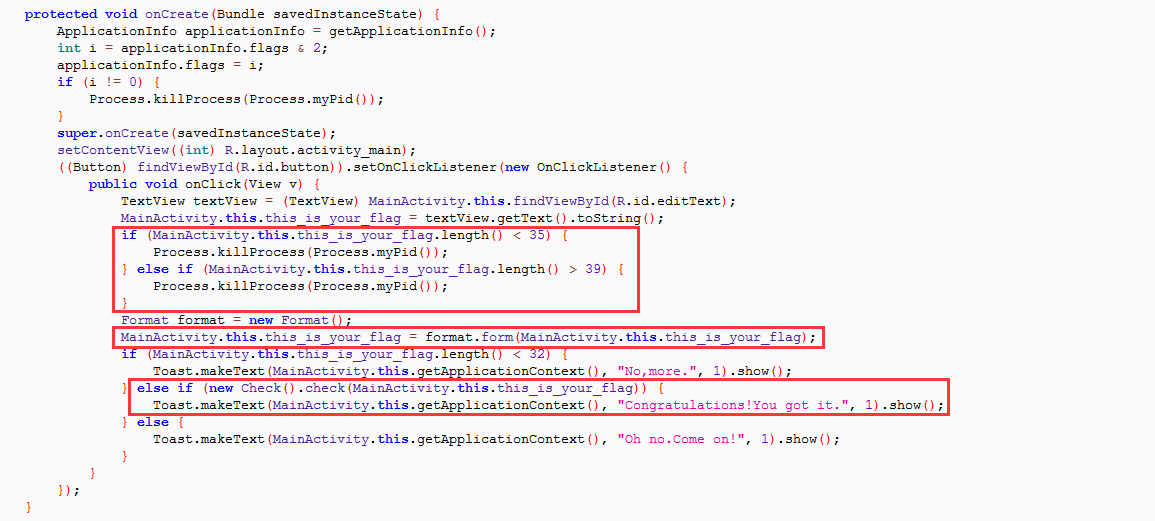 protected void onCreate(Bundle savedInstanceState) {
ApplicationInfo applicationInfo = getApplicationInfo();
int i = applicationInfo.flags & 2;
applicationInfo.flags = i;
if (i != 0) {
Process.killProcess(Process.myPid());
}
super.onCreate(savedInstanceState);
setContentView((int) R.layout.activity_main);
((Button) findViewById(R.id.button)).setOnClickListener(new OnClickListener() {
public void onClick(View v) {
TextView textView = (TextView) MainActivity.this.findViewById(R.id.editText);
MainActivity.this.this_is_your_flag = textView.getText().toString();
if (MainActivity.this.this_is_your_flag.length() < 35) {
Process.killProcess(Process.myPid());
} else if (MainActivity.this.this_is_your_flag.length() > 39) {
Process.killProcess(Process.myPid());
}
Format format = new Format();
MainActivity.this.this_is_your_flag = format.form(MainActivity.this.this_is_your_flag);
if (MainActivity.this.this_is_your_flag.length() < 32) {
Toast.makeText(MainActivity.this.getApplicationContext(), "No,more.", 1).show();
} else if (new Check().check(MainActivity.this.this_is_your_flag)) {
Toast.makeText(MainActivity.this.getApplicationContext(), "Congratulations!You got it.", 1).show();
} else {
Toast.makeText(MainActivity.this.getApplicationContext(), "Oh no.Come on!", 1).show();
}
}
});
}